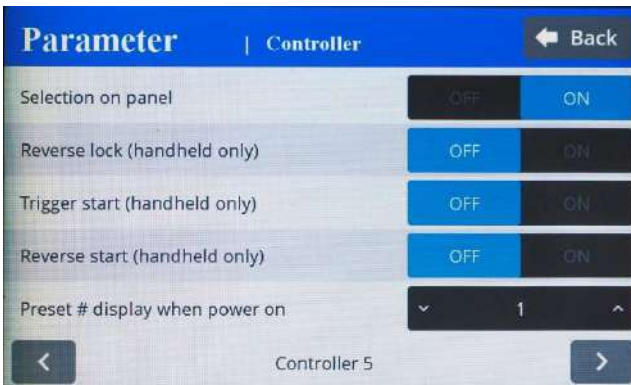 Parameter | Controller Back
Selection on panel OFF ON
Reverse lock (handheld only) OFF ON
Trigger start (handheld only) OFF ON
Reverse start (handheld only) OFF ON
Preset # display when power on 1
Controller 5